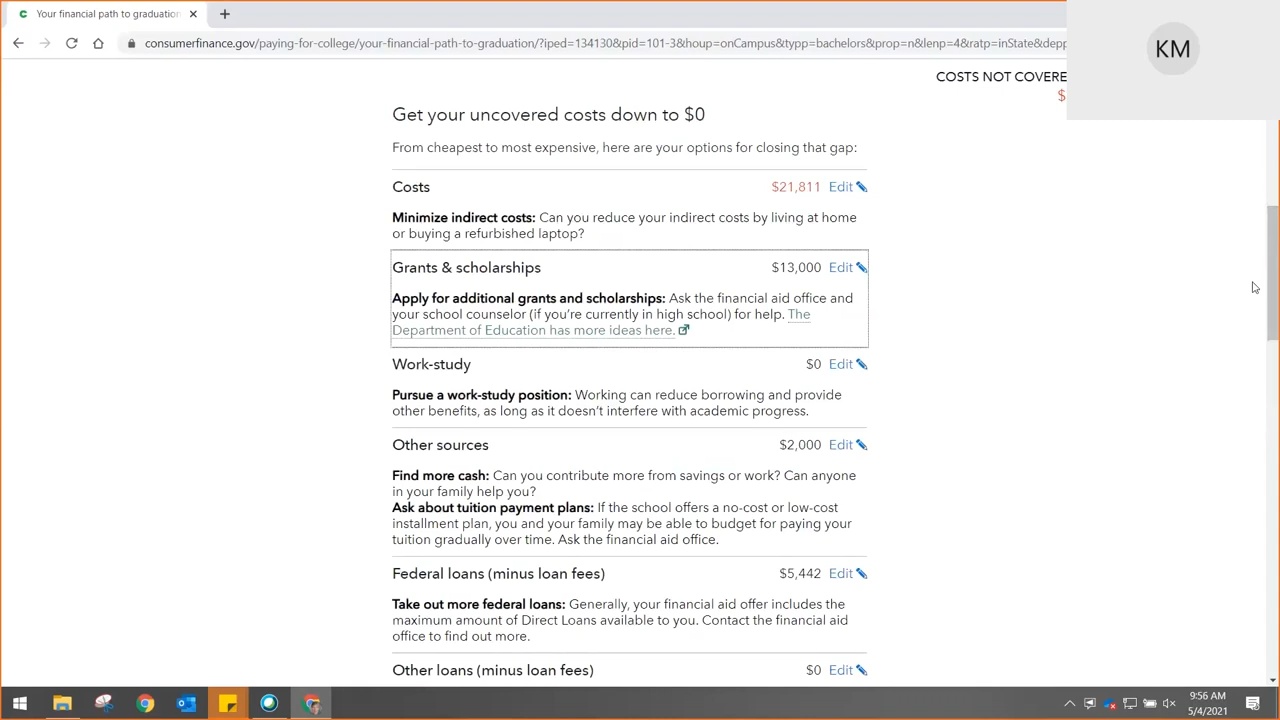 Your financial path to graduation
consumerfinance.gov/paying-for-college/your-financial-path-to-graduation/?iped=134130&pid=101-3&houp=onCampus&typp=bachelors&prop=n&lenp=4&ratp=inState&depp
KM
COSTS NOT COVERE
$
Get your uncovered costs down to $0
From cheapest to most expensive, here are your options for closing that gap:
Costs $21,811 Edit
Minimize indirect costs: Can you reduce your indirect costs by living at home
or buying a refurbished laptop?
Grants & scholarships $13,000 Edit
Apply for additional grants and scholarships: Ask the financial aid office and
your school counselor (if you're currently in high school) for help. The
Department of Education has more ideas here.
Work-study $0 Edit
Pursue a work-study position: Working can reduce borrowing and provide
other benefits, as long as it doesn't interfere with academic progress.
Other sources $2,000 Edit
Find more cash: Can you contribute more from savings or work? Can anyone
in your family help you?
Ask about tuition payment plans: If the school offers a no-cost or low-cost
installment plan, you and your family may be able to budget for paying your
tuition gradually over time. Ask the financial aid office.
Federal loans (minus loan fees) $5,442 Edit
Take out more federal loans: Generally, your financial aid offer includes the
maximum amount of Direct Loans available to you. Contact the financial aid
office to find out more.
Other loans (minus loan fees) $0 Edit
9:56 AM
5/4/2021